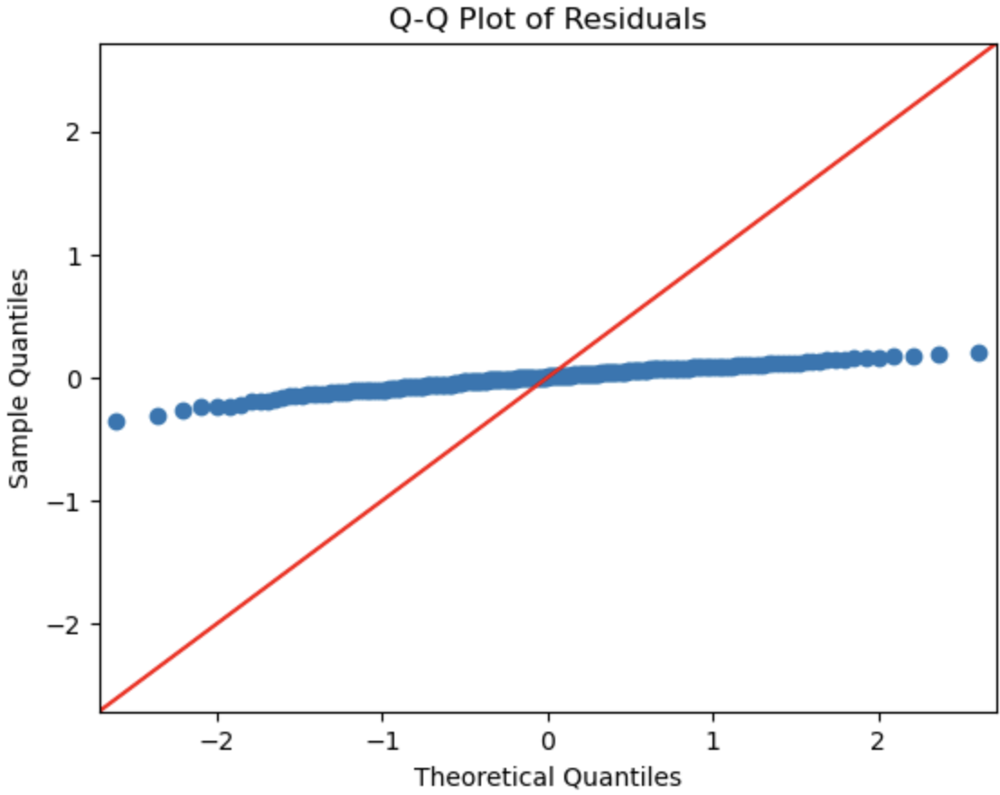 Q-Q Plot of Residuals
Sample Quantiles
2
1
0
−1
−2
−2 −1 0 1 2
Theoretical Quantiles